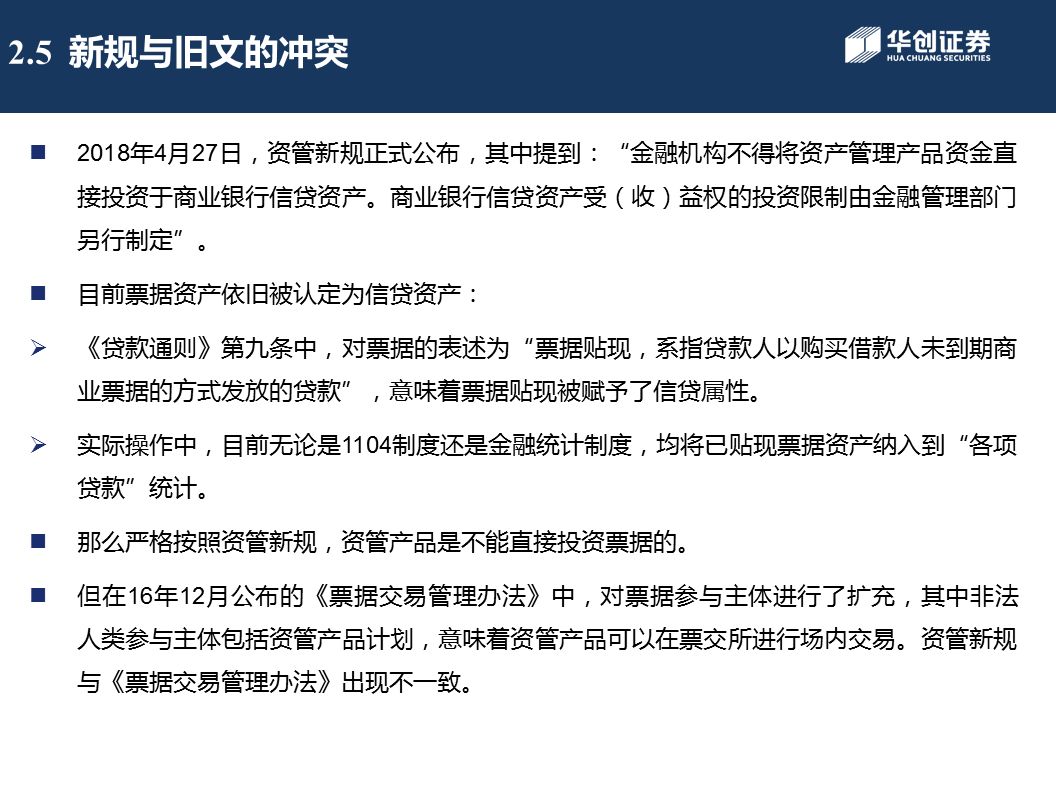 2.5 新规与旧文的冲突
华创证券
HUA CHUANG SECURITIES
■ 2018年4月27日，资管新规正式公布，其中提到：“金融机构不得将资产管理产品资金直
接投资于商业银行信贷资产。商业银行信贷资产受（收）益权的投资限制由金融管理部门
另行制定”。
■ 目前票据资产依旧被认定为信贷资产：
➢ 《贷款通则》第九条中，对票据的表述为“票据贴现，系指贷款人以购买借款人未到期商
业票据的方式发放的贷款”，意味着票据贴现被赋予了信贷属性。
➢ 实际操作中，目前无论是1104制度还是金融统计制度，均将已贴现票据资产纳入到“各项
贷款”统计。
■ 那么严格按照资管新规，资管产品是不能直接投资票据的。
■ 但在16年12月公布的《票据交易管理办法》中，对票据参与主体进行了扩充，其中非法
人类参与主体包括资管产品计划，意味着资管产品可以在票交所进行场内交易。资管新规
与《票据交易管理办法》出现不一致。